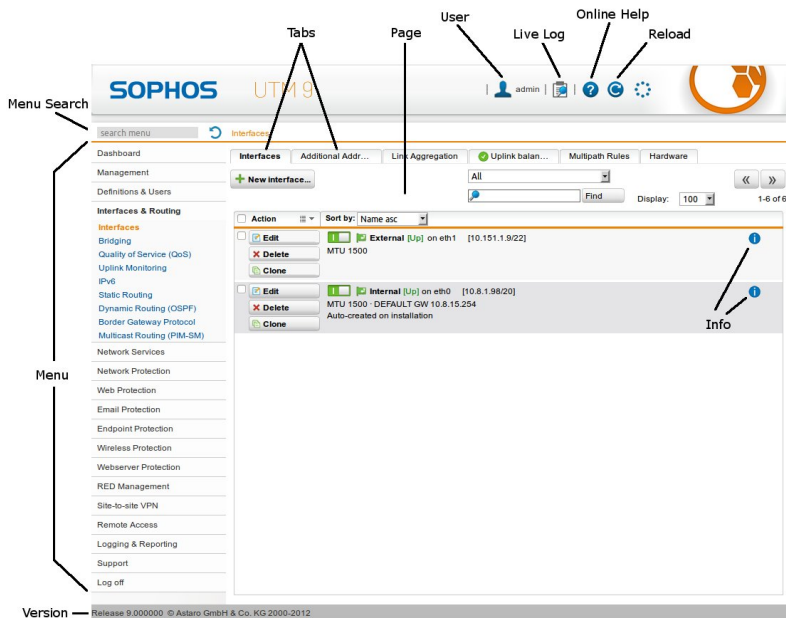 User
Online Help
Tabs
Page
Live Log
Reload
SOPHOS
UTM 9
admin
Menu Search
search menu
Interfaces
Dashboard
Management
Definitions & Users
Interfaces & Routing
Interfaces
Bridging
Quality of Service (QoS)
Uplink Monitoring
IPv6
Static Routing
Dynamic Routing (OSPF)
Border Gateway Protocol
Multicast Routing (PIM-SM)
Network Services
Network Protection
Web Protection
Email Protection
Endpoint Protection
Wireless Protection
Webserver Protection
RED Management
Site-to-site VPN
Remote Access
Logging & Reporting
Support
Log off
Menu
Interfaces
Additional Addr...
Link Aggregation
Uplink balan...
Multipath Rules
Hardware
New interface...
All
Find
Display: 100
1-6 of 6
Action
Sort by: Name asc
Edit
External [Up] on eth1 [10.151.1.9/22]
Delete
MTU 1500
Clone
Edit
Internal [Up] on eth0 [10.8.1.98/20]
Delete
MTU 1500 · DEFAULT GW 10.8.15.254
Auto-created on installation
Clone
Info
Version
Release 9.000000 © Astaro GmbH & Co. KG 2000-2012